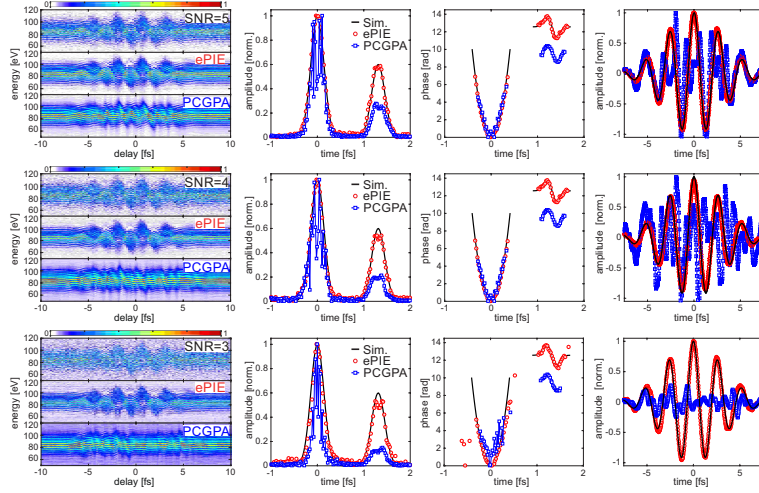 0 1
SNR=5
ePIE
PCGPA
energy [eV]
120
100
80
60
100
80
60
100
80
60
-10 -5 0 5 10
delay [fs]
amplitude [norm.]
1
0.8
0.6
0.4
0.2
0
-1 0 1 2
time [fs]
Sim.
ePIE
PCGPA
phase [rad]
14
12
10
8
6
4
2
0
-1 0 1 2
time [fs]
amplitude [norm.]
1
0.5
0
-0.5
-1
-5 0 5
time [fs]
0 1
SNR=4
ePIE
PCGPA
energy [eV]
120
100
80
60
100
80
60
100
80
60
-10 -5 0 5 10
delay [fs]
amplitude [norm.]
1
0.8
0.6
0.4
0.2
0
-1 0 1 2
time [fs]
Sim.
ePIE
PCGPA
phase [rad]
14
12
10
8
6
4
2
0
-1 0 1 2
time [fs]
amplitude [norm.]
1
0.5
0
-0.5
-1
-5 0 5
time [fs]
0 1
SNR=3
ePIE
PCGPA
energy [eV]
120
100
80
60
100
80
60
100
80
60
-10 -5 0 5 10
delay [fs]
amplitude [norm.]
1
0.8
0.6
0.4
0.2
0
-1 0 1 2
time [fs]
Sim.
ePIE
PCGPA
phase [rad]
14
12
10
8
6
4
2
0
-1 0 1 2
time [fs]
amplitude [norm.]
1
0.5
0
-0.5
-1
-5 0 5
time [fs]